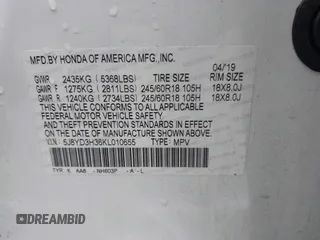 MFD.BY HONDA OF AMERICA MFG.,INC.
04/19
GVWR 2435KG (5368LBS) TIRE SIZE RIM SIZE
GAWR F 1275KG (2811LBS) 245/60R18 105H 18X8.0J
GAWR R 1240KG (2734LBS) 245/60R18 105H 18X8.0J
THIS VEHICLE CONFORMS TO ALL APPLICABLE
FEDERAL MOTOR VEHICLE SAFETY
AND THEFT PREVENTION STANDARDS IN EFFECT
ON THE DATE OF MANUFACTURE SHOWN ABOVE.
VIN: 5J8YD3H36KL010655 TYPE: MPV
TYR K AA8 - NH603P - A - L
DREAMBID